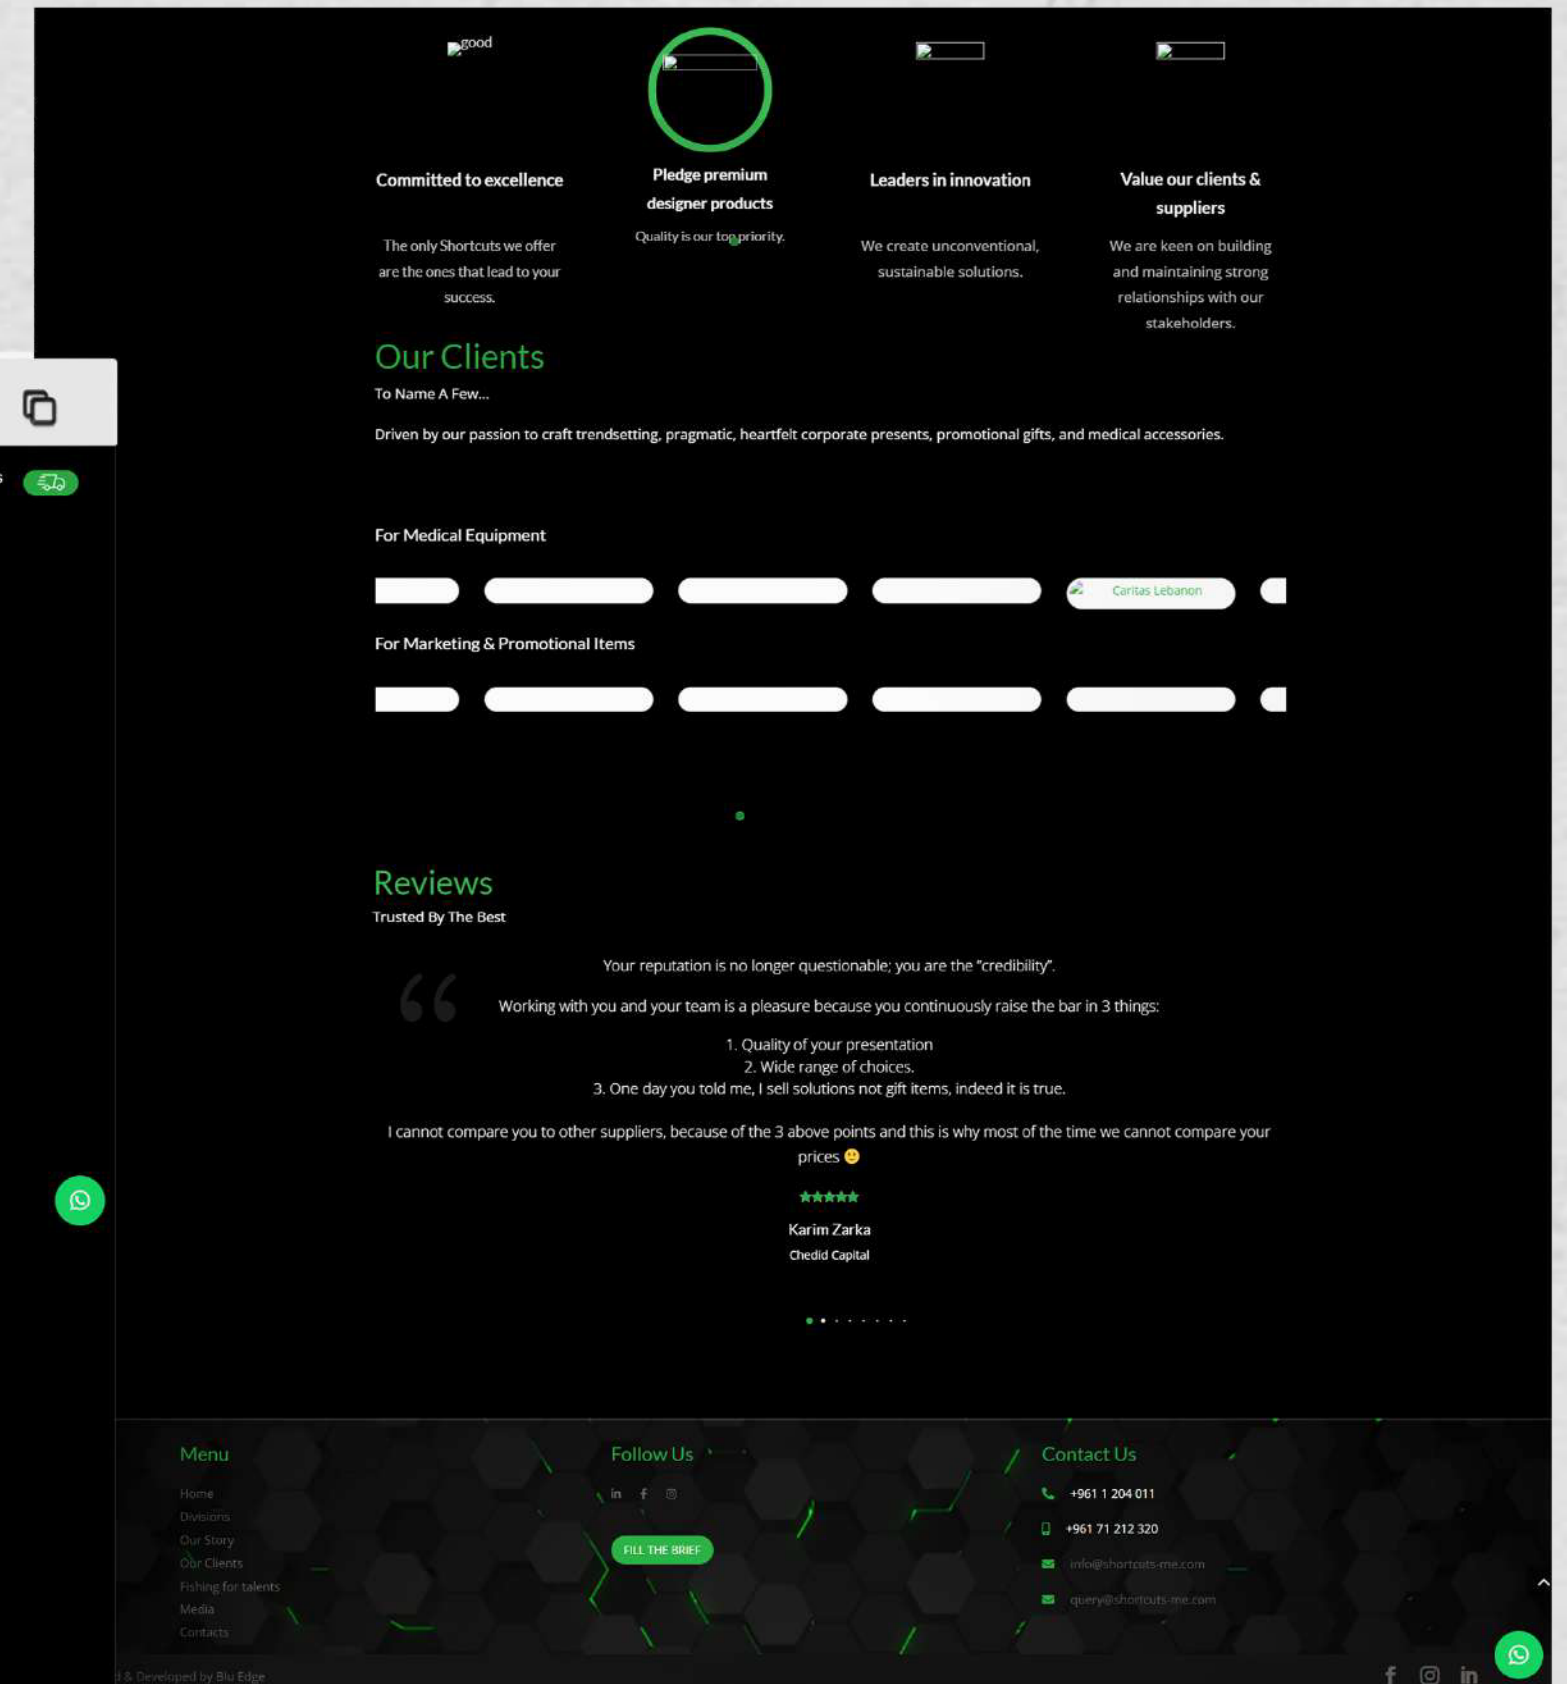 good
Committed to excellence
Pledge premium
designer products
Leaders in innovation
Value our clients &
suppliers
The only Shortcuts we offer
are the ones that lead to your
success.
Quality is our top priority.
We create unconventional,
sustainable solutions.
We are keen on building
and maintaining strong
relationships with our
stakeholders.
Our Clients
To Name A Few...
Driven by our passion to craft trendsetting, pragmatic, heartfelt corporate presents, promotional gifts, and medical accessories.
For Medical Equipment
Caritas Lebanon
For Marketing & Promotional Items
Reviews
Trusted By The Best
Your reputation is no longer questionable; you are the "credibility".
Working with you and your team is a pleasure because you continuously raise the bar in 3 things:
1. Quality of your presentation
2. Wide range of choices.
3. One day you told me, I sell solutions not gift items, indeed it is true.
I cannot compare you to other suppliers, because of the 3 above points and this is why most of the time we cannot compare your
prices 🙂
Karim Zarka
Chedid Capital
Menu
Home
Divisions
Our Story
Our Clients
Fishing for talents
Media
Contacts
Follow Us
FILL THE BRIEF
Contact Us
+961 1 204 011
+961 71 212 320
info@shortcuts-me.com
query@shortcuts-me.com
& Developed by Blu Edge